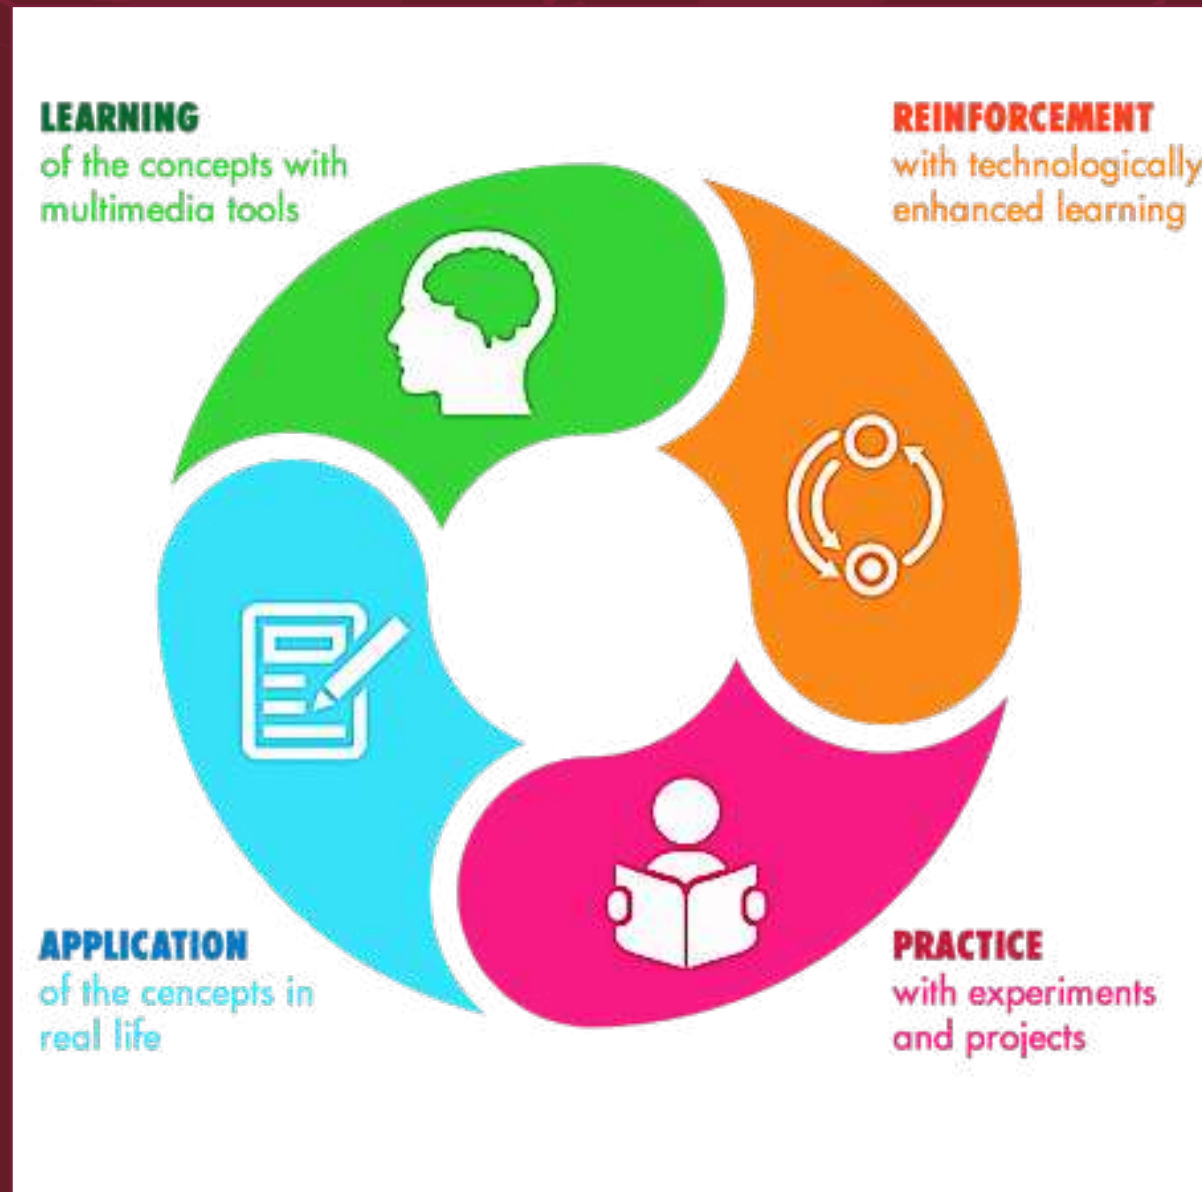 LEARNING
of the concepts with
multimedia tools
REINFORCEMENT
with technologically
enhanced learning
APPLICATION
of the cencepts in
real life
PRACTICE
with experiments
and projects